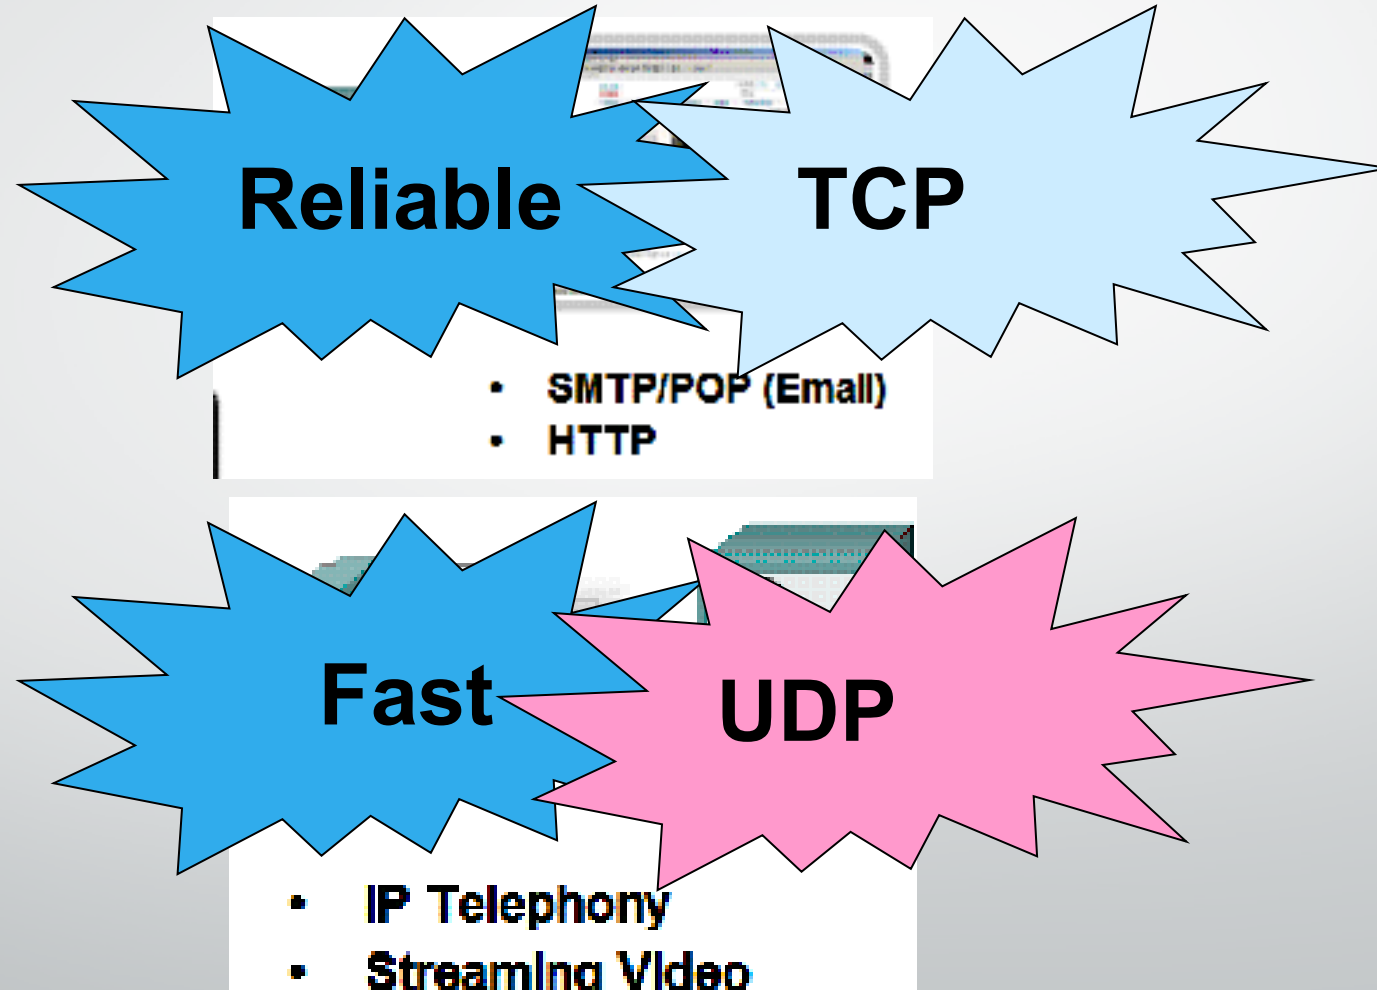 Reliable
TCP
• SMTP/POP (Email)
• HTTP
Fast
UDP
• IP Telephony
• Streaming Video